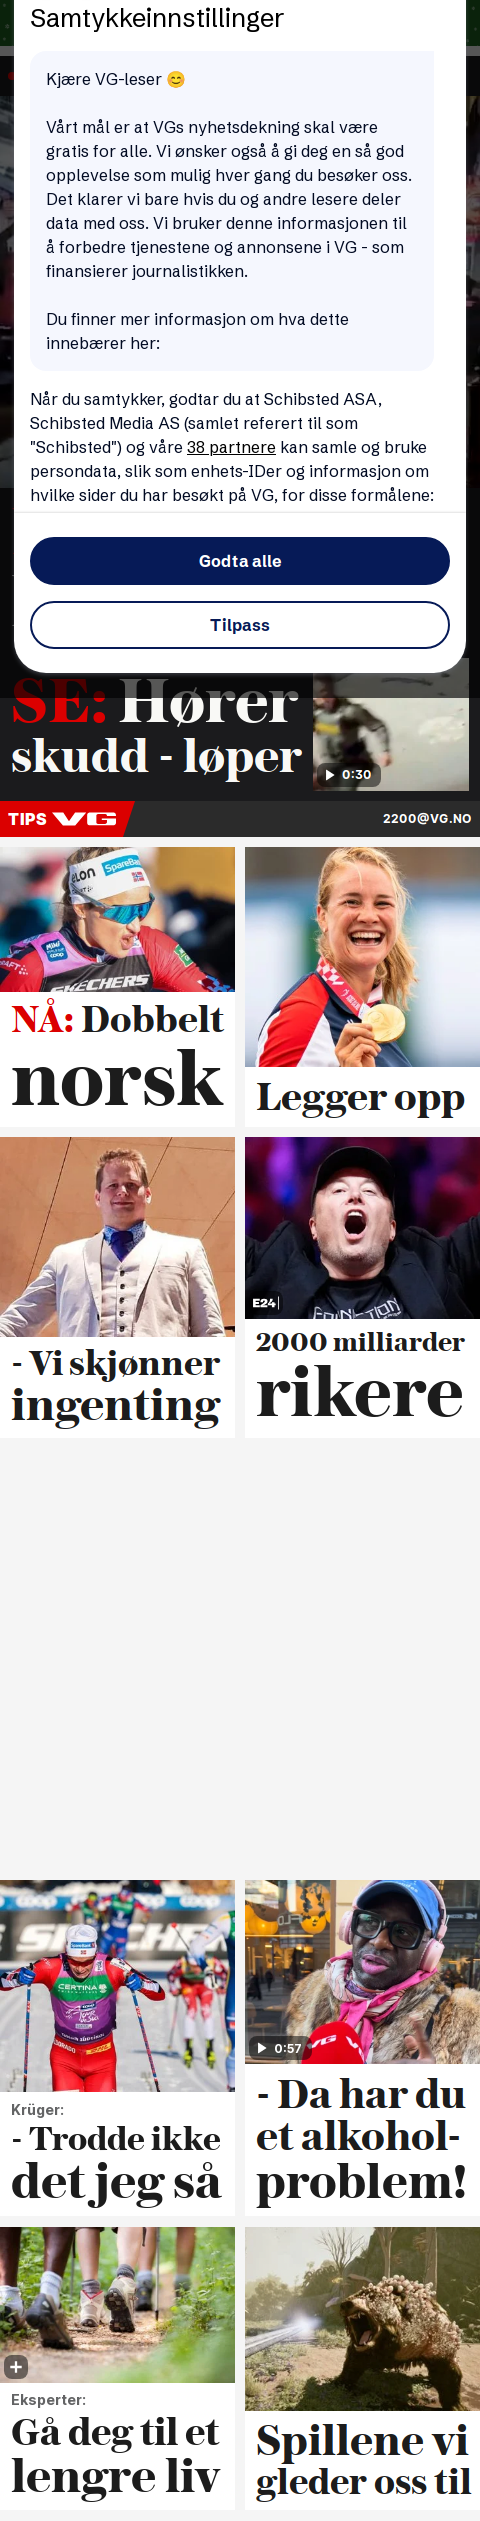 Samtykkeinnstillinger
Kjære VG-leser 😊
Vårt mål er at VGs nyhetsdekning skal være
gratis for alle. Vi ønsker også å gi deg en så god
opplevelse som mulig hver gang du besøker oss.
Det klarer vi bare hvis du og andre lesere deler
data med oss. Vi bruker denne informasjonen til
å forbedre tjenestene og annonsene i VG - som
finansierer journalistikken.
Du finner mer informasjon om hva dette
innebærer her:
Når du samtykker, godtar du at Schibsted ASA,
Schibsted Media AS (samlet referert til som
"Schibsted") og våre 38 partnere kan samle og bruke
persondata, slik som enhets-IDer og informasjon om
hvilke sider du har besøkt på VG, for disse formålene:
Godta alle
Tilpass
SE: Hører
skudd - løper
0:30
TIPS VG
2200@VG.NO
NÅ: Dobbelt
norsk
Legger opp
- Vi skjønner
ingenting
E24
2000 milliarder
rikere
Krüger:
- Trodde ikke
det jeg så
0:57
- Da har du
et alkohol-
problem!
Eksperter:
Gå deg til et
lengre liv
Spillene vi
gleder oss til